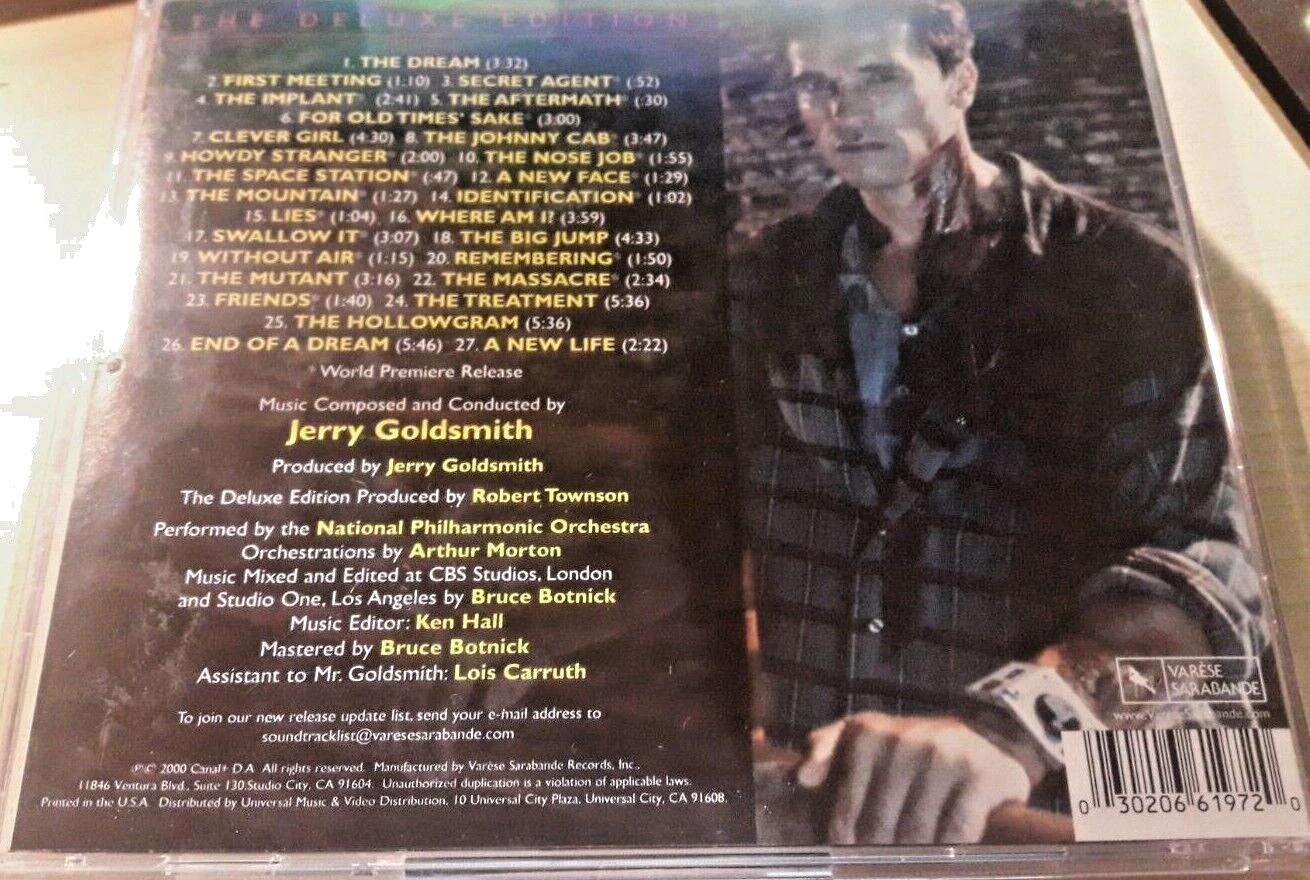 THE DELUXE EDITION
1. THE DREAM (3:32)
2. FIRST MEETING (1:10) 3. SECRET AGENT* (:52)
4. THE IMPLANT* (2:41) 5. THE AFTERMATH* (:30)
6. FOR OLD TIMES' SAKE* (3:00)
7. CLEVER GIRL (4:30) 8. THE JOHNNY CAB* (3:47)
9. HOWDY STRANGER* (2:00) 10. THE NOSE JOB* (1:55)
11. THE SPACE STATION* (:47) 12. A NEW FACE* (1:29)
13. THE MOUNTAIN* (1:27) 14. IDENTIFICATION* (1:02)
15. LIES* (1:04) 16. WHERE AM I? (3:59)
17. SWALLOW IT* (3:07) 18. THE BIG JUMP (4:33)
19. WITHOUT AIR* (1:15) 20. REMEMBERING* (1:50)
21. THE MUTANT (3:16) 22. THE MASSACRE* (2:34)
23. FRIENDS* (1:40) 24. THE TREATMENT (5:36)
25. THE HOLLOWGRAM (5:36)
26. END OF A DREAM (5:46) 27. A NEW LIFE (2:22)
* World Premiere Release
Music Composed and Conducted by
Jerry Goldsmith
Produced by Jerry Goldsmith
The Deluxe Edition Produced by Robert Townson
Performed by the National Philharmonic Orchestra
Orchestrations by Arthur Morton
Music Mixed and Edited at CBS Studios, London
and Studio One, Los Angeles by Bruce Botnick
Music Editor: Ken Hall
Mastered by Bruce Botnick
Assistant to Mr. Goldsmith: Lois Carruth
To join our new release update list, send your e-mail address to
soundtracklist@varesesarabande.com
℗© 2000 Canal+ D.A. All rights reserved. Manufactured by Varèse Sarabande Records, Inc.,
11846 Ventura Blvd., Suite 130,Studio City, CA 91604. Unauthorized duplication is a violation of applicable laws.
Printed in the U.S.A. Distributed by Universal Music & Video Distribution, 10 Universal City Plaza, Universal City, CA 91608.
VARÈSE
SARABANDE
www.VareseSarabande.com
0 30206 61972 0